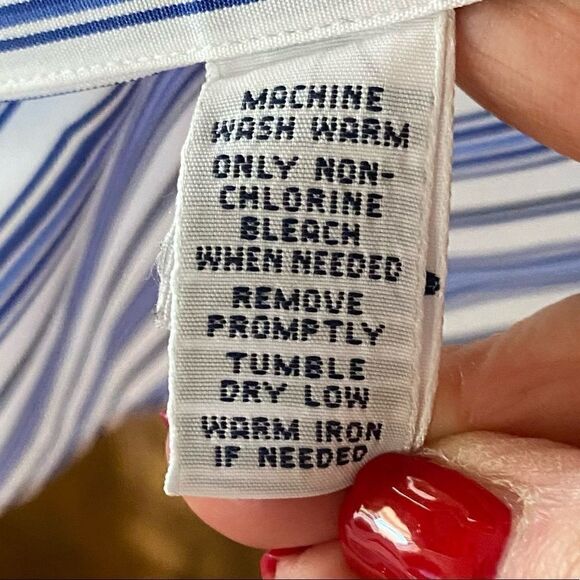 MACHINE
WASH WARM
ONLY NON-
CHLORINE
BLEACH
WHEN NEEDED
REMOVE
PROMPTLY
TUMBLE
DRY LOW
WARM IRON
IF NEEDED